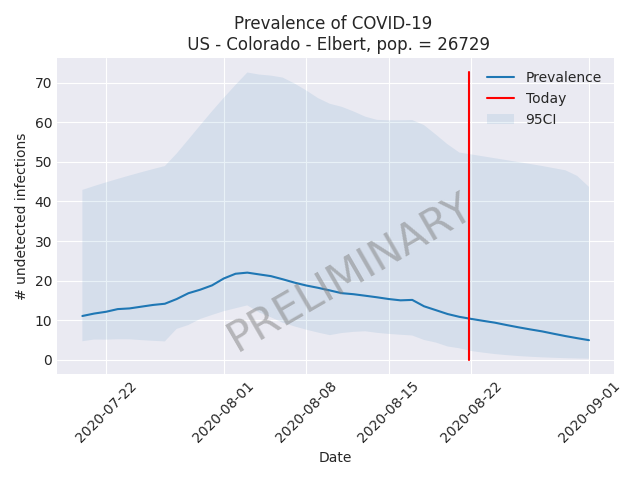 Prevalence of COVID-19
US - Colorado - Elbert, pop. = 26729
# undetected infections
70
60
50
40
30
20
10
0
Prevalence
Today
95CI
PRELIMINARY
2020-07-22
2020-08-01
2020-08-08
2020-08-15
2020-08-22
2020-09-01
Date